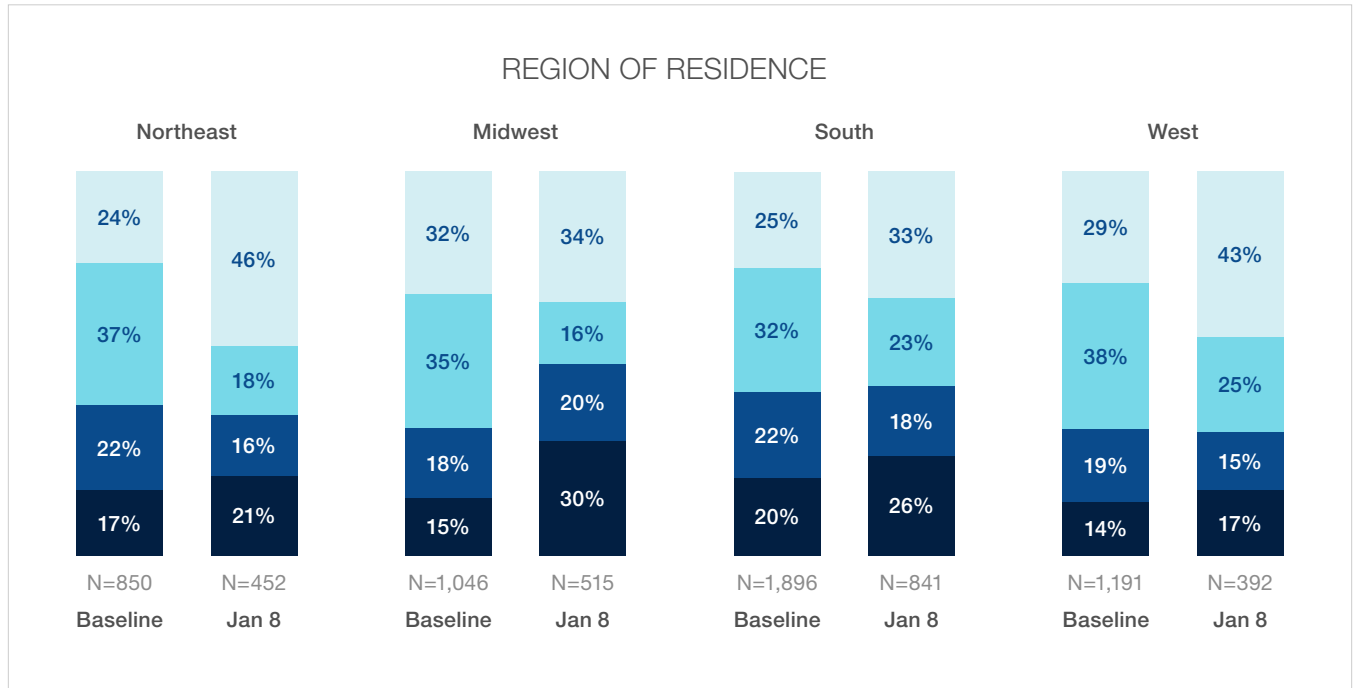 REGION OF RESIDENCE
Northeast
24%
37%
22%
17%
N=850
Baseline
46%
18%
16%
21%
N=452
Jan 8
Midwest
32%
35%
18%
15%
N=1,046
Baseline
34%
16%
20%
30%
N=515
Jan 8
South
25%
32%
22%
20%
N=1,896
Baseline
33%
23%
18%
26%
N=841
Jan 8
West
29%
38%
19%
14%
N=1,191
Baseline
43%
25%
15%
17%
N=392
Jan 8